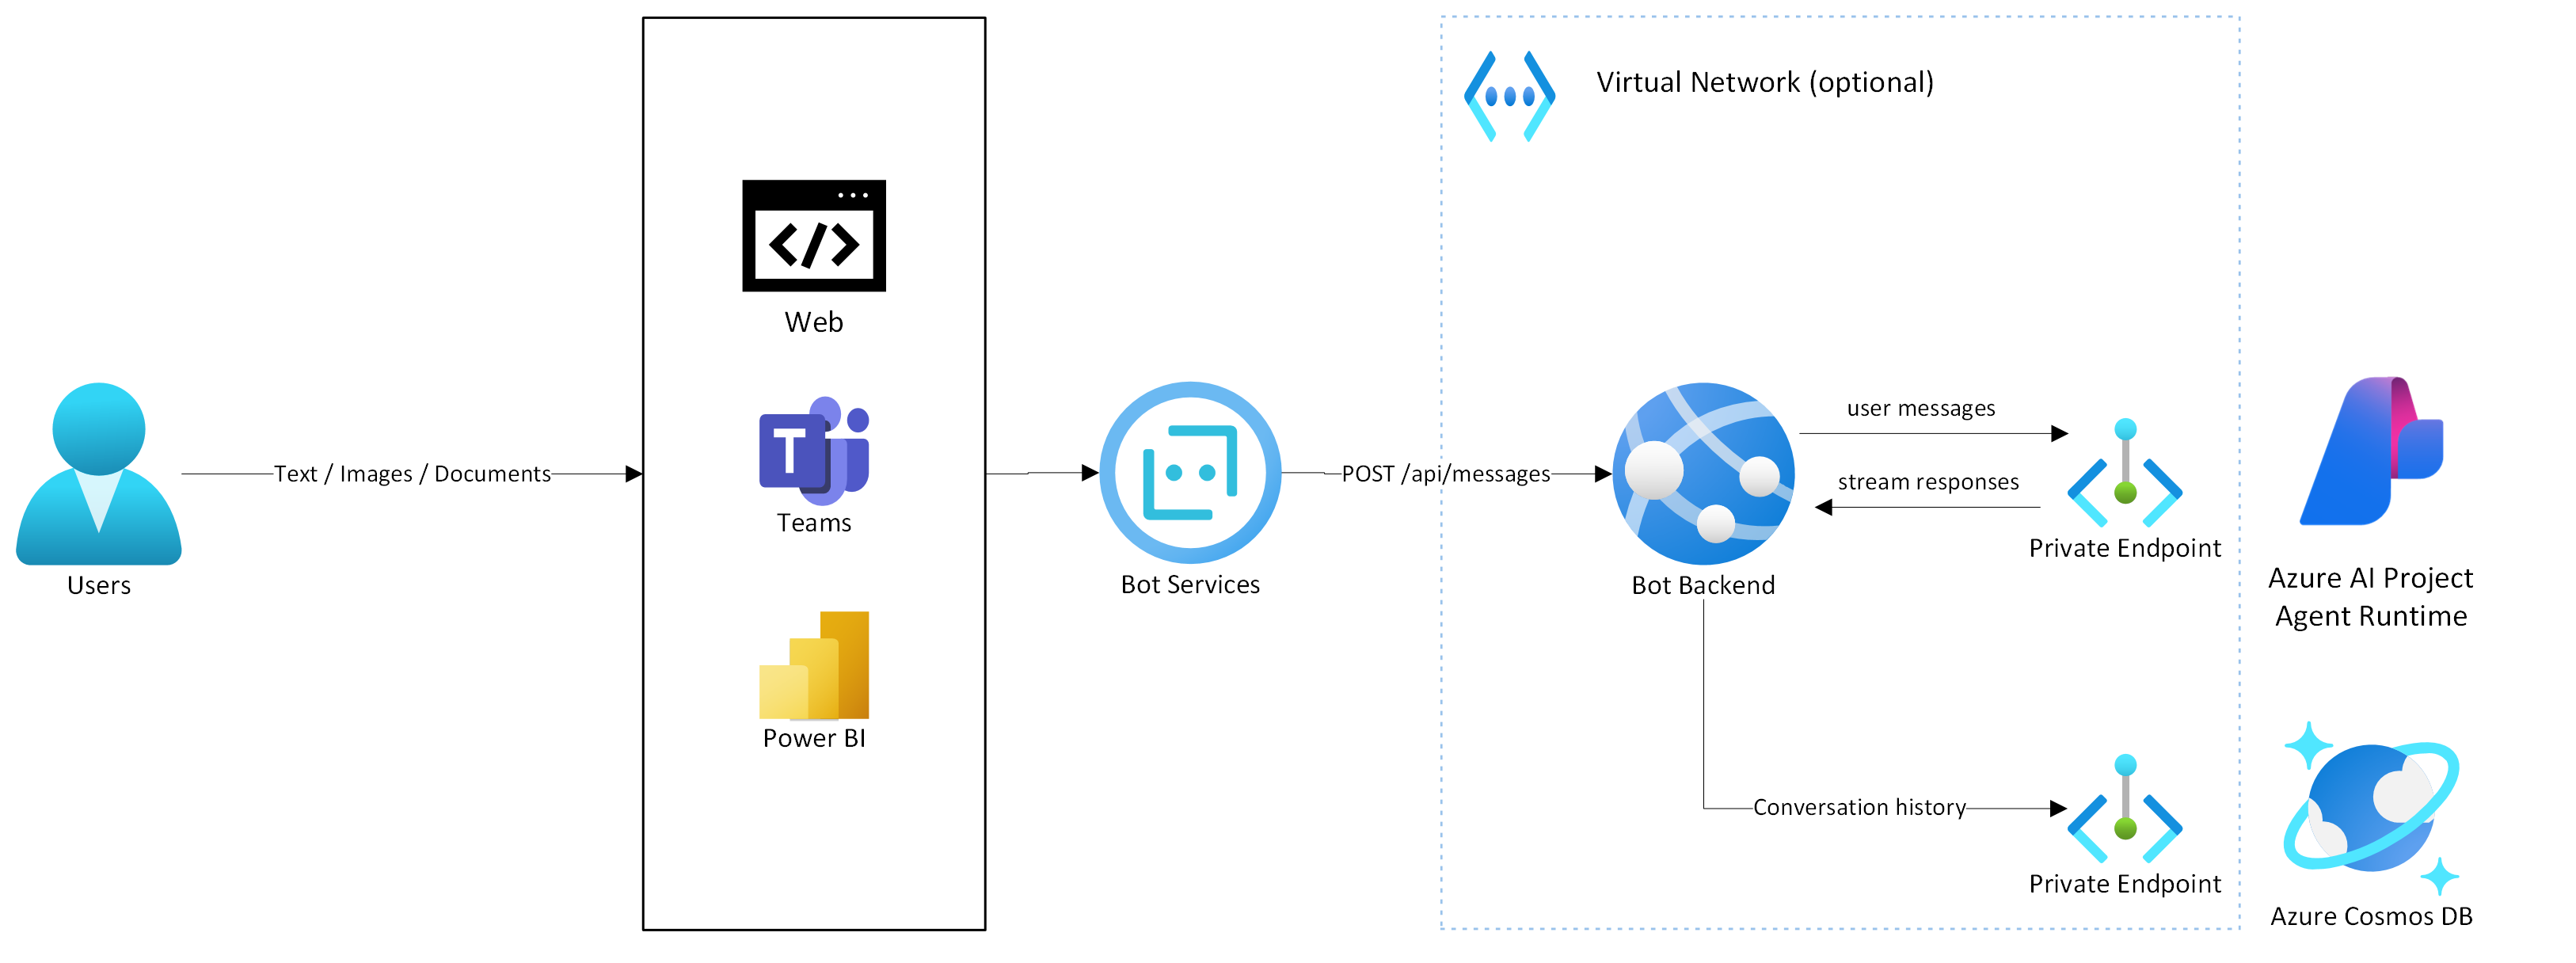 Users
Text / Images / Documents
Web
T
Teams
Power BI
Bot Services
POST /api/messages
Virtual Network (optional)
Bot Backend
user messages
stream responses
Private Endpoint
Azure AI Project
Agent Runtime
Conversation history
Private Endpoint
Azure Cosmos DB